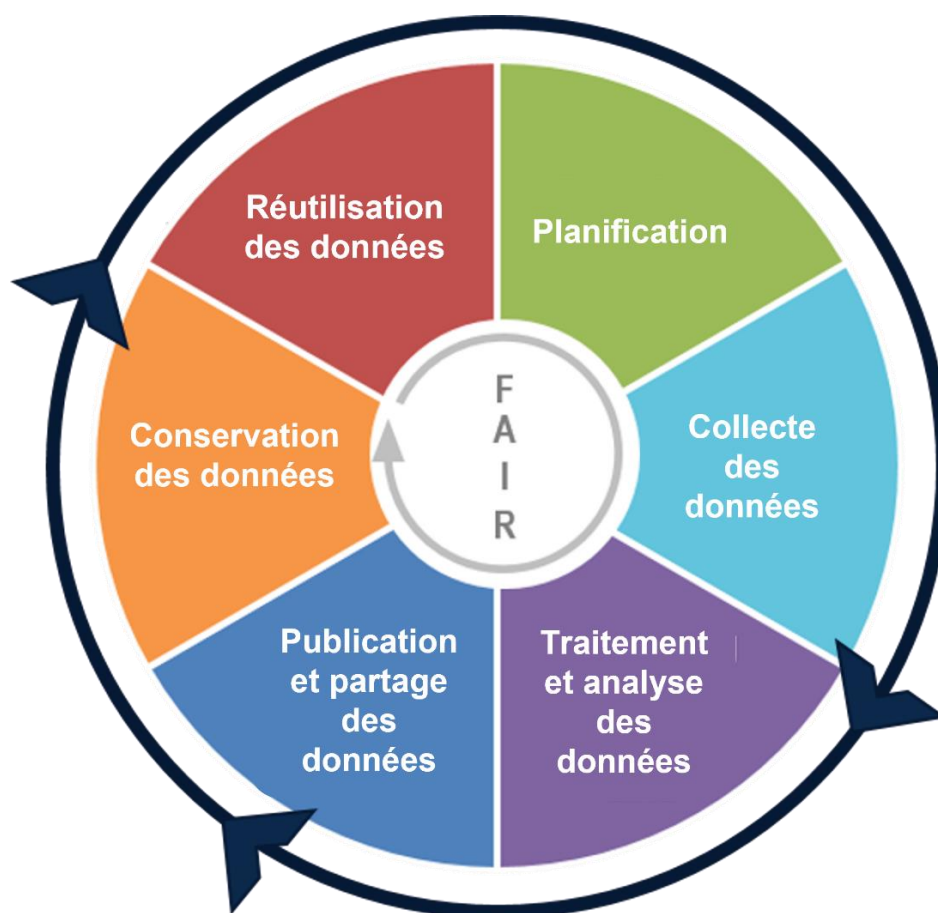 Réutilisation
des données
Planification
Conservation
des données
F
A
I
R
Collecte
des
données
Publication
et partage
des
données
Traitement
et analyse
des
données